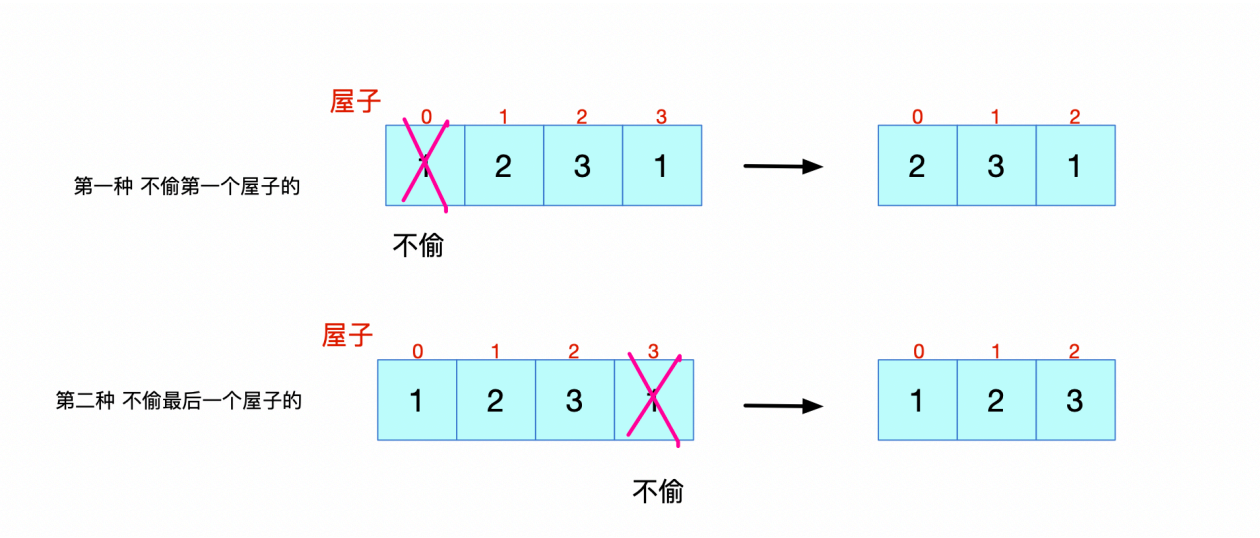 屋子
0 1 2 3
0 1 2
第一种 不偷第一个屋子的
1 2 3 1
2 3 1
不偷
屋子
0 1 2 3
0 1 2
第二种 不偷最后一个屋子的
1 2 3 1
1 2 3
不偷